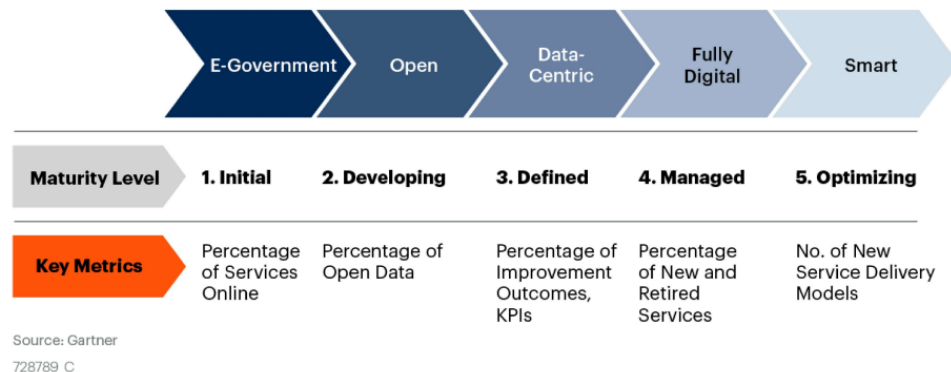 E-Government
Open
Data-
Centric
Fully
Digital
Smart
Maturity Level
1. Initial
2. Developing
3. Defined
4. Managed
5. Optimizing
Key Metrics
Percentage
of Services
Online
Percentage of
Open Data
Percentage of
Improvement
Outcomes,
KPIs
Percentage
of New and
Retired
Services
No. of New
Service Delivery
Models
Source: Gartner
728789_C